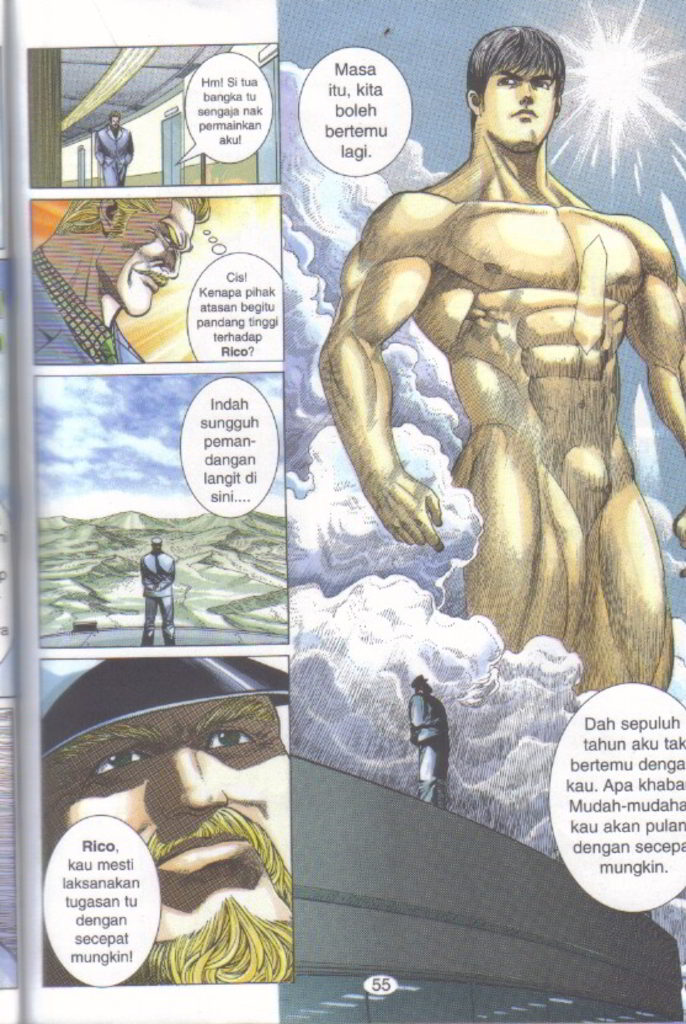 Hm! Si tua
bangka tu
sengaja nak
permainkan
aku!
Cis!
Kenapa pihak
atasan begitu
pandang tinggi
terhadap
Rico?
Indah
sungguh
peman-
dangan
langit di
sini....
Rico,
kau mesti
laksanakan
tugasan tu
dengan
secepat
mungkin!
Masa
itu, kita
boleh
bertemu
lagi.
Dah sepuluh
tahun aku tak
bertemu denga
kau. Apa khaba
Mudah-mudaha
kau akan pulan
dengan secepa
mungkin.
55